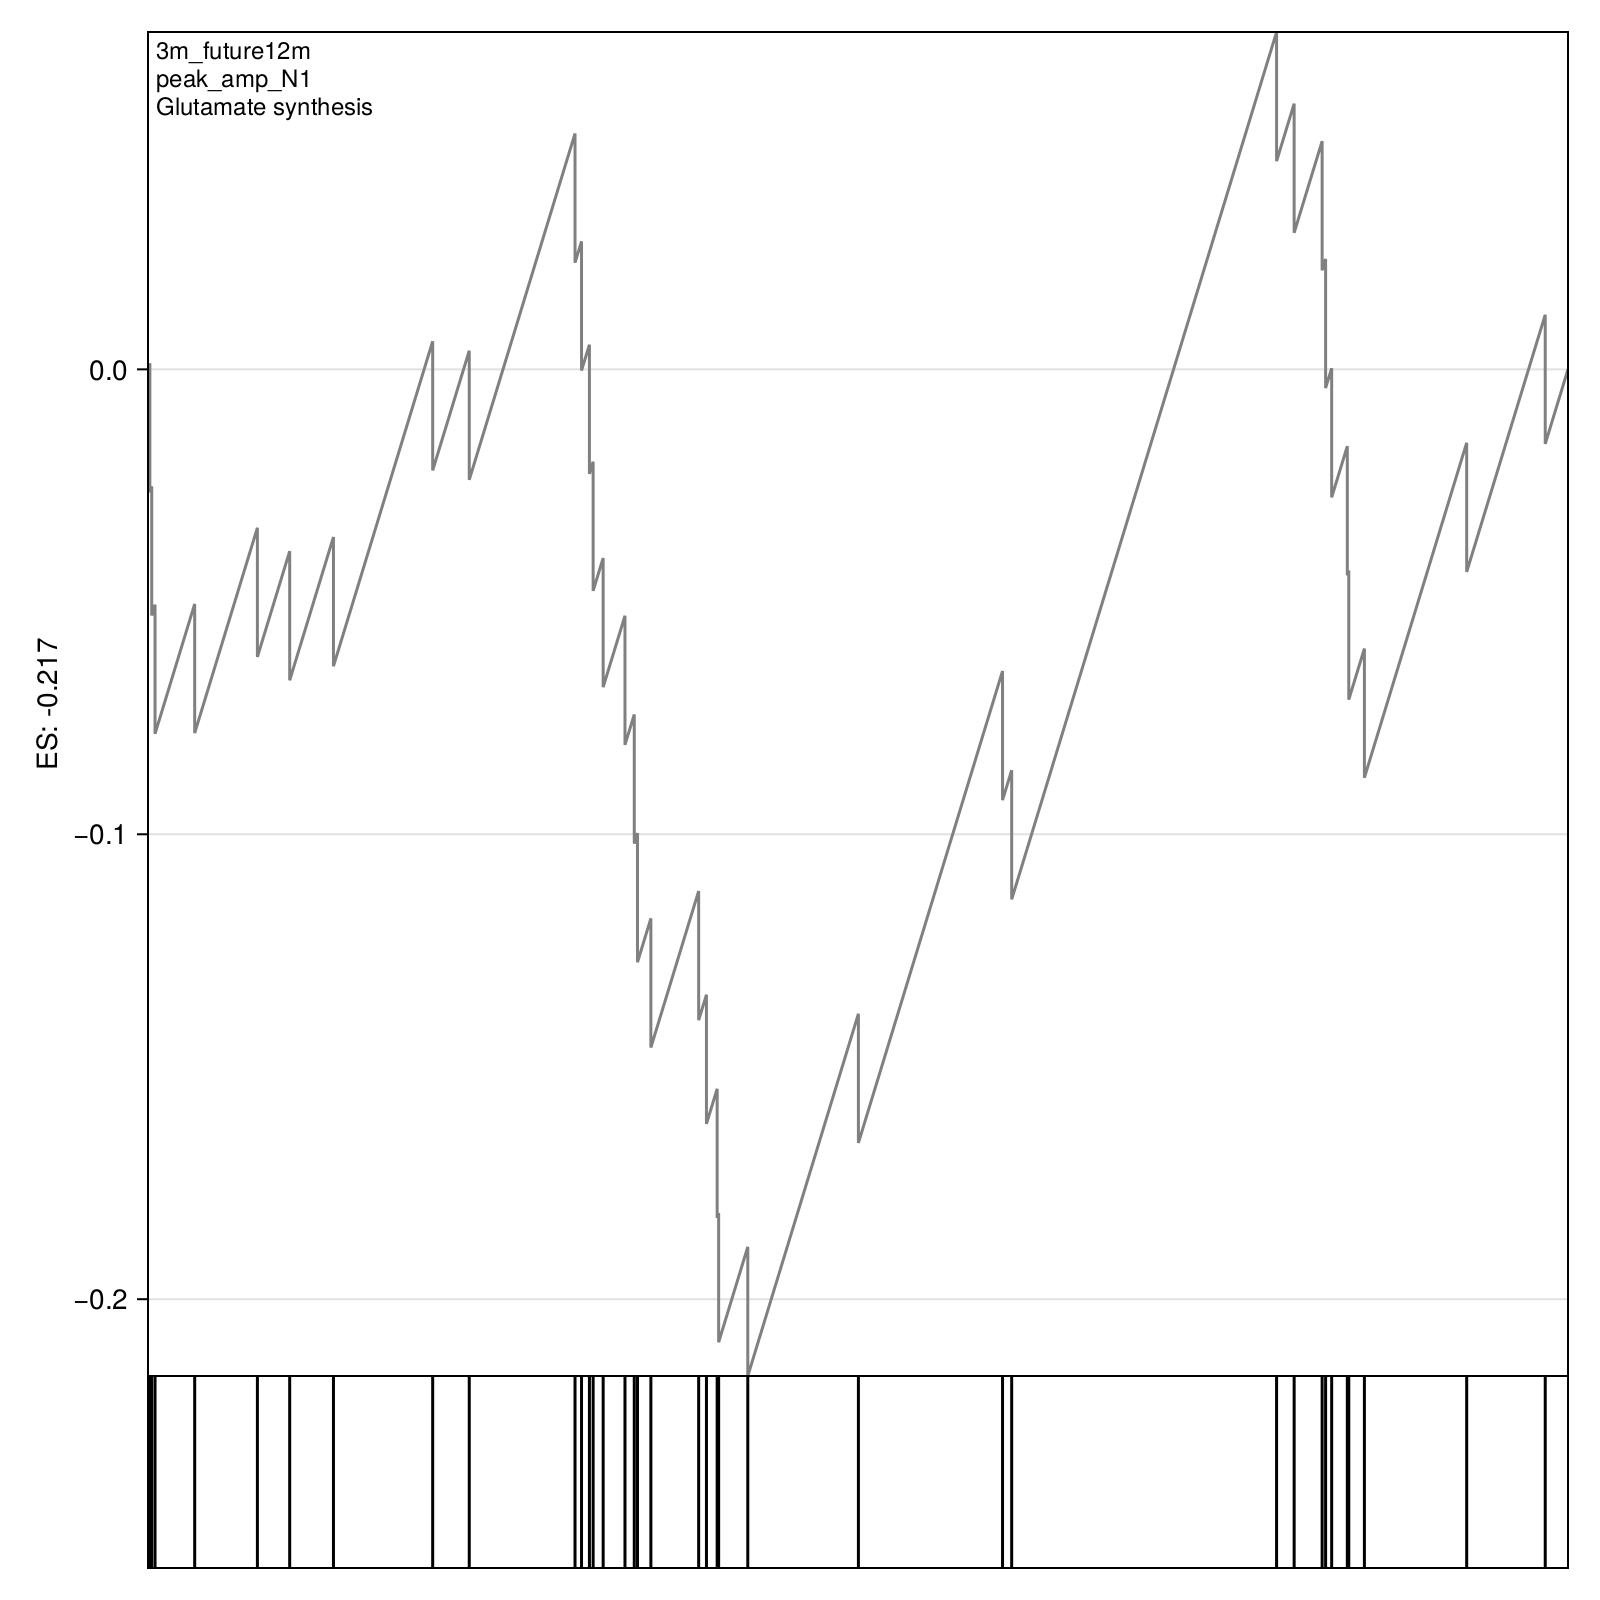 3m_future12m
peak_amp_N1
Glutamate synthesis
0.0
ES: -0.217
−0.1
−0.2